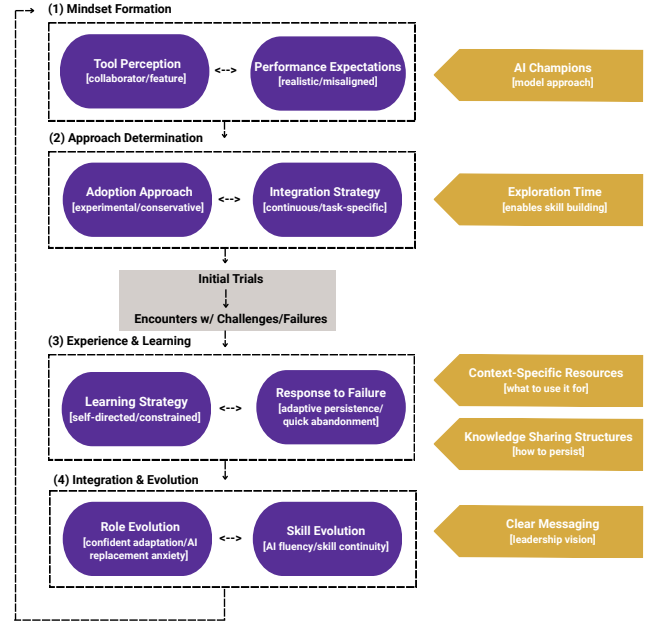 (1) Mindset Formation
Tool Perception
[collaborator/feature]
<-->
Performance Expectations
[realistic/misaligned]
AI Champions
[model approach]
(2) Approach Determination
Adoption Approach
[experimental/conservative]
<-->
Integration Strategy
[continuous/task-specific]
Exploration Time
[enables skill building]
Initial Trials
Encounters w/ Challenges/Failures
(3) Experience & Learning
Learning Strategy
[self-directed/constrained]
<-->
Response to Failure
[adaptive persistence/
quick abandonment]
Context-Specific Resources
[what to use it for]
Knowledge Sharing Structures
[how to persist]
(4) Integration & Evolution
Role Evolution
[confident adaptation/AI
replacement anxiety]
<-->
Skill Evolution
[AI fluency/skill continuity]
Clear Messaging
[leadership vision]